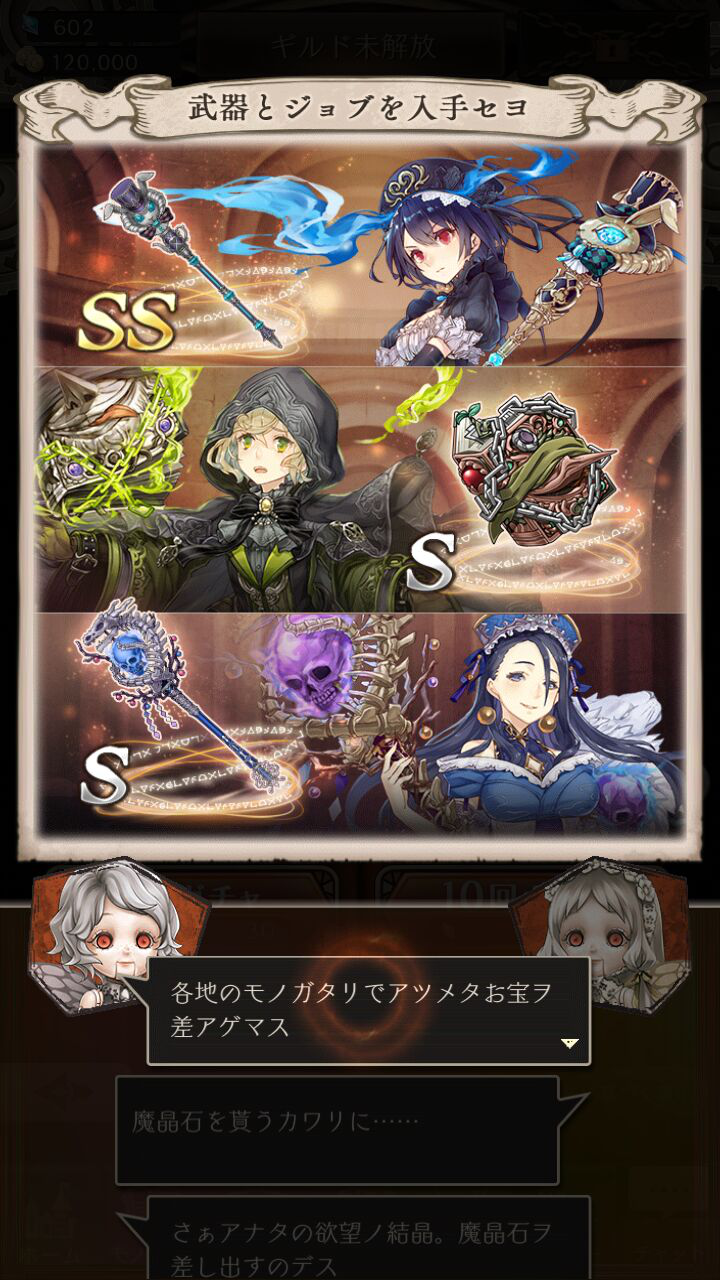 602
120,000
ギルド未解放
武器とジョブを入手セヨ
SS
S
S
各地のモノガタリでアツメタお宝ヲ
差アゲマス
魔晶石を貰うカワリに……
さぁアナタの欲望ノ結晶。魔晶石ヲ
差し出すのデス